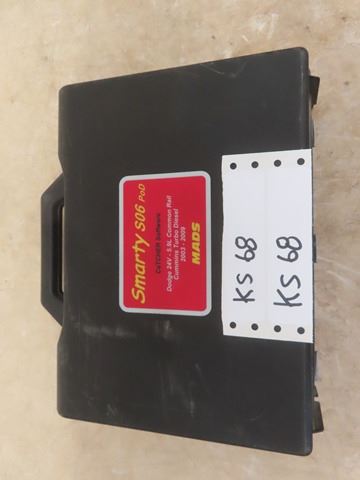 Smarty S06 PoD
CaTCHER Software
Dodge 24V - 5.9L Common Rail
Cummins Turbo Diesel
2003 - 2009
MADS
KS 68
KS 68